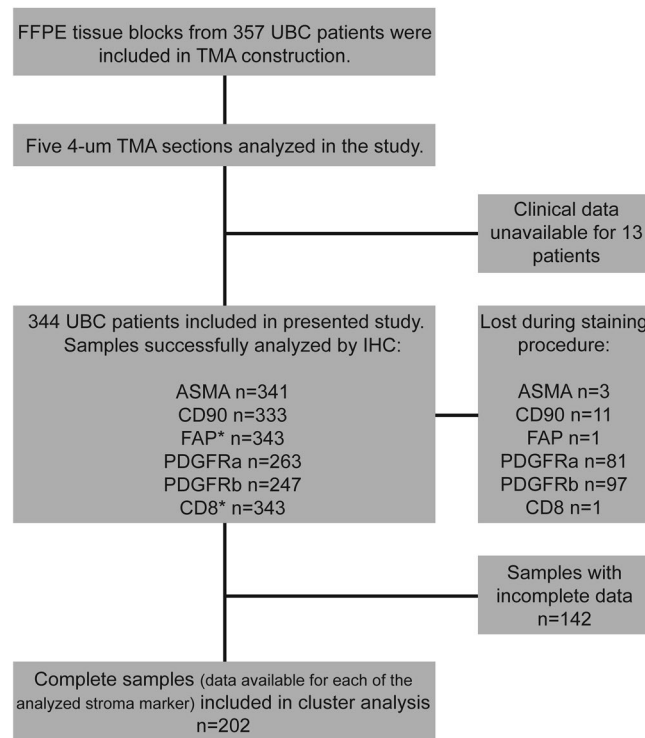 FFPE tissue blocks from 357 UBC patients were
included in TMA construction.
Five 4-um TMA sections analyzed in the study.
Clinical data
unavailable for 13
patients
344 UBC patients included in presented study.
Samples successfully analyzed by IHC:
ASMA n=341
CD90 n=333
FAP* n=343
PDGFRa n=263
PDGFRb n=247
CD8* n=343
Lost during staining
procedure:
ASMA n=3
CD90 n=11
FAP n=1
PDGFRa n=81
PDGFRb n=97
CD8 n=1
Samples with
incomplete data
n=142
Complete samples (data available for each of the
analyzed stroma marker) included in cluster analysis
n=202